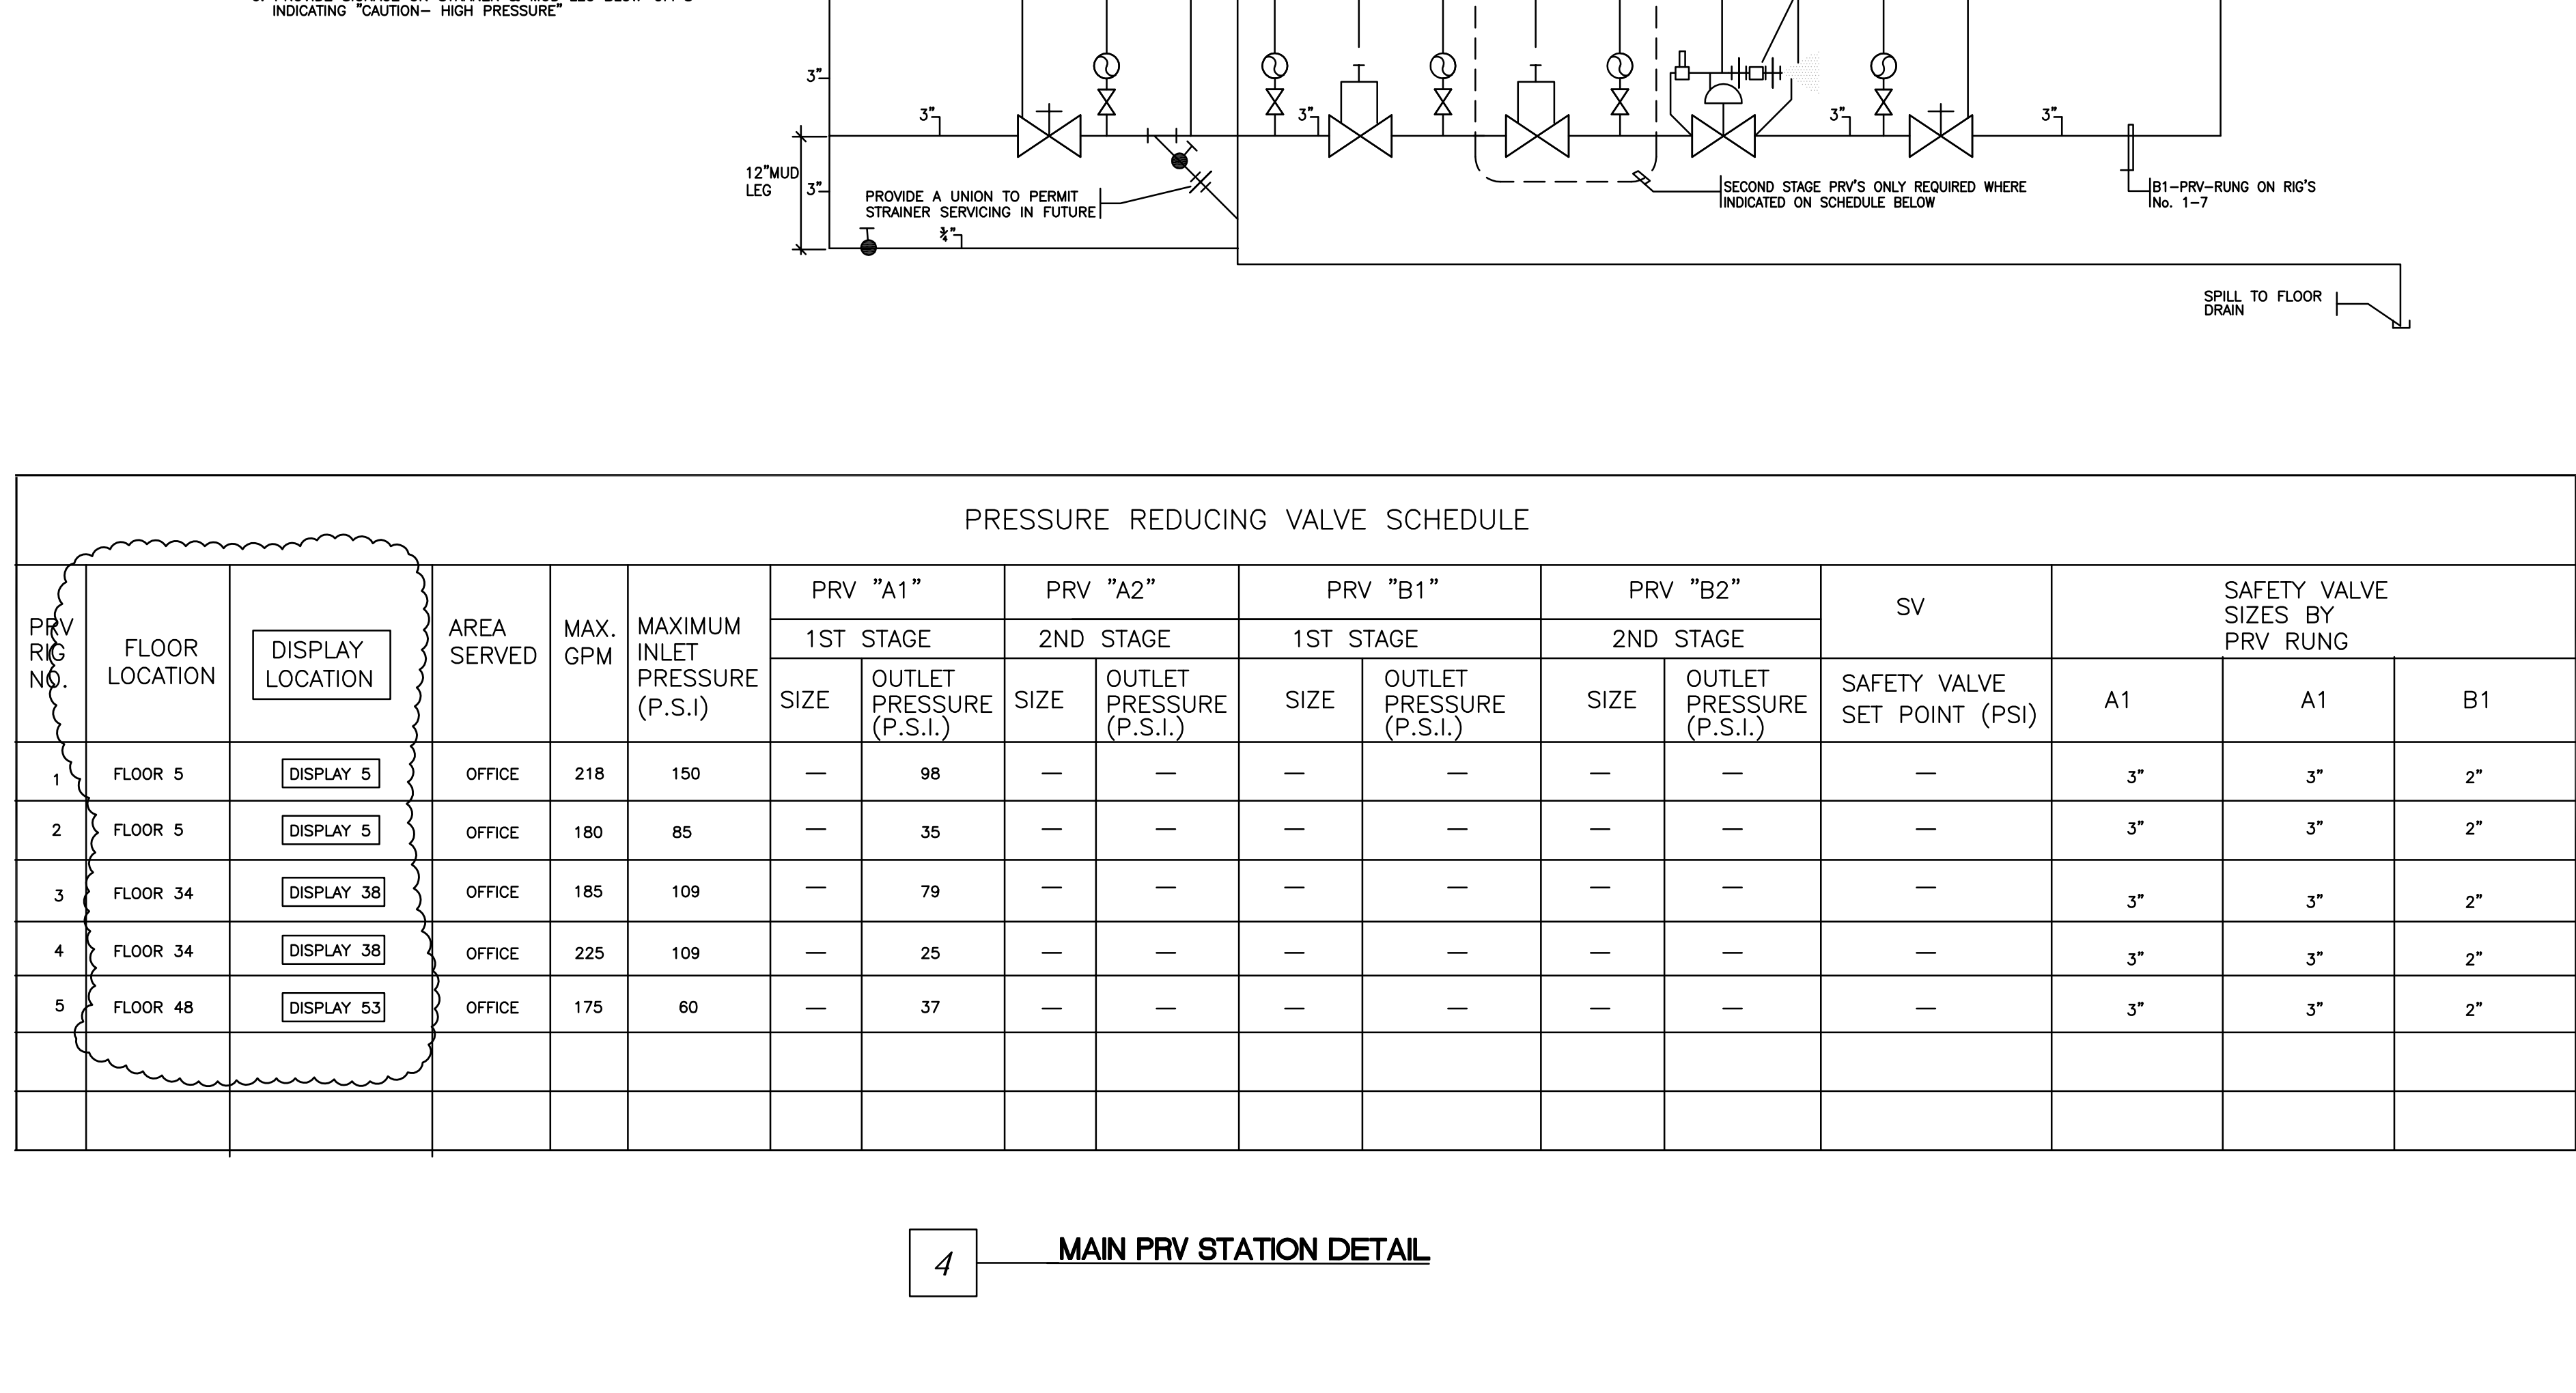 INDICATING "CAUTION- HIGH PRESSURE"
3"
3"
3"
3"
3"
12"MUD
LEG
3"
PROVIDE A UNION TO PERMIT
STRAINER SERVICING IN FUTURE
SECOND STAGE PRV'S ONLY REQUIRED WHERE
INDICATED ON SCHEDULE BELOW
B1-PRV-RUNG ON RIG'S
No. 1-7
¾"
SPILL TO FLOOR
DRAIN
PRESSURE REDUCING VALVE SCHEDULE
PRV
RIG
NO.
FLOOR
LOCATION
DISPLAY
LOCATION
AREA
SERVED
MAX.
GPM
MAXIMUM
INLET
PRESSURE
(P.S.I)
PRV "A1"
1ST STAGE
SIZE
OUTLET
PRESSURE
(P.S.I.)
PRV "A2"
2ND STAGE
SIZE
OUTLET
PRESSURE
(P.S.I.)
PRV "B1"
1ST STAGE
SIZE
OUTLET
PRESSURE
(P.S.I.)
PRV "B2"
2ND STAGE
SIZE
OUTLET
PRESSURE
(P.S.I.)
SV
SAFETY VALVE
SET POINT (PSI)
SAFETY VALVE
SIZES BY
PRV RUNG
A1
A1
B1
1 FLOOR 5 DISPLAY 5 OFFICE 218 150 — 98 — — — — — — — 3" 3" 2"
2 FLOOR 5 DISPLAY 5 OFFICE 180 85 — 35 — — — — — — — 3" 3" 2"
3 FLOOR 34 DISPLAY 38 OFFICE 185 109 — 79 — — — — — — — 3" 3" 2"
4 FLOOR 34 DISPLAY 38 OFFICE 225 109 — 25 — — — — — — — 3" 3" 2"
5 FLOOR 48 DISPLAY 53 OFFICE 175 60 — 37 — — — — — — — 3" 3" 2"
4
MAIN PRV STATION DETAIL